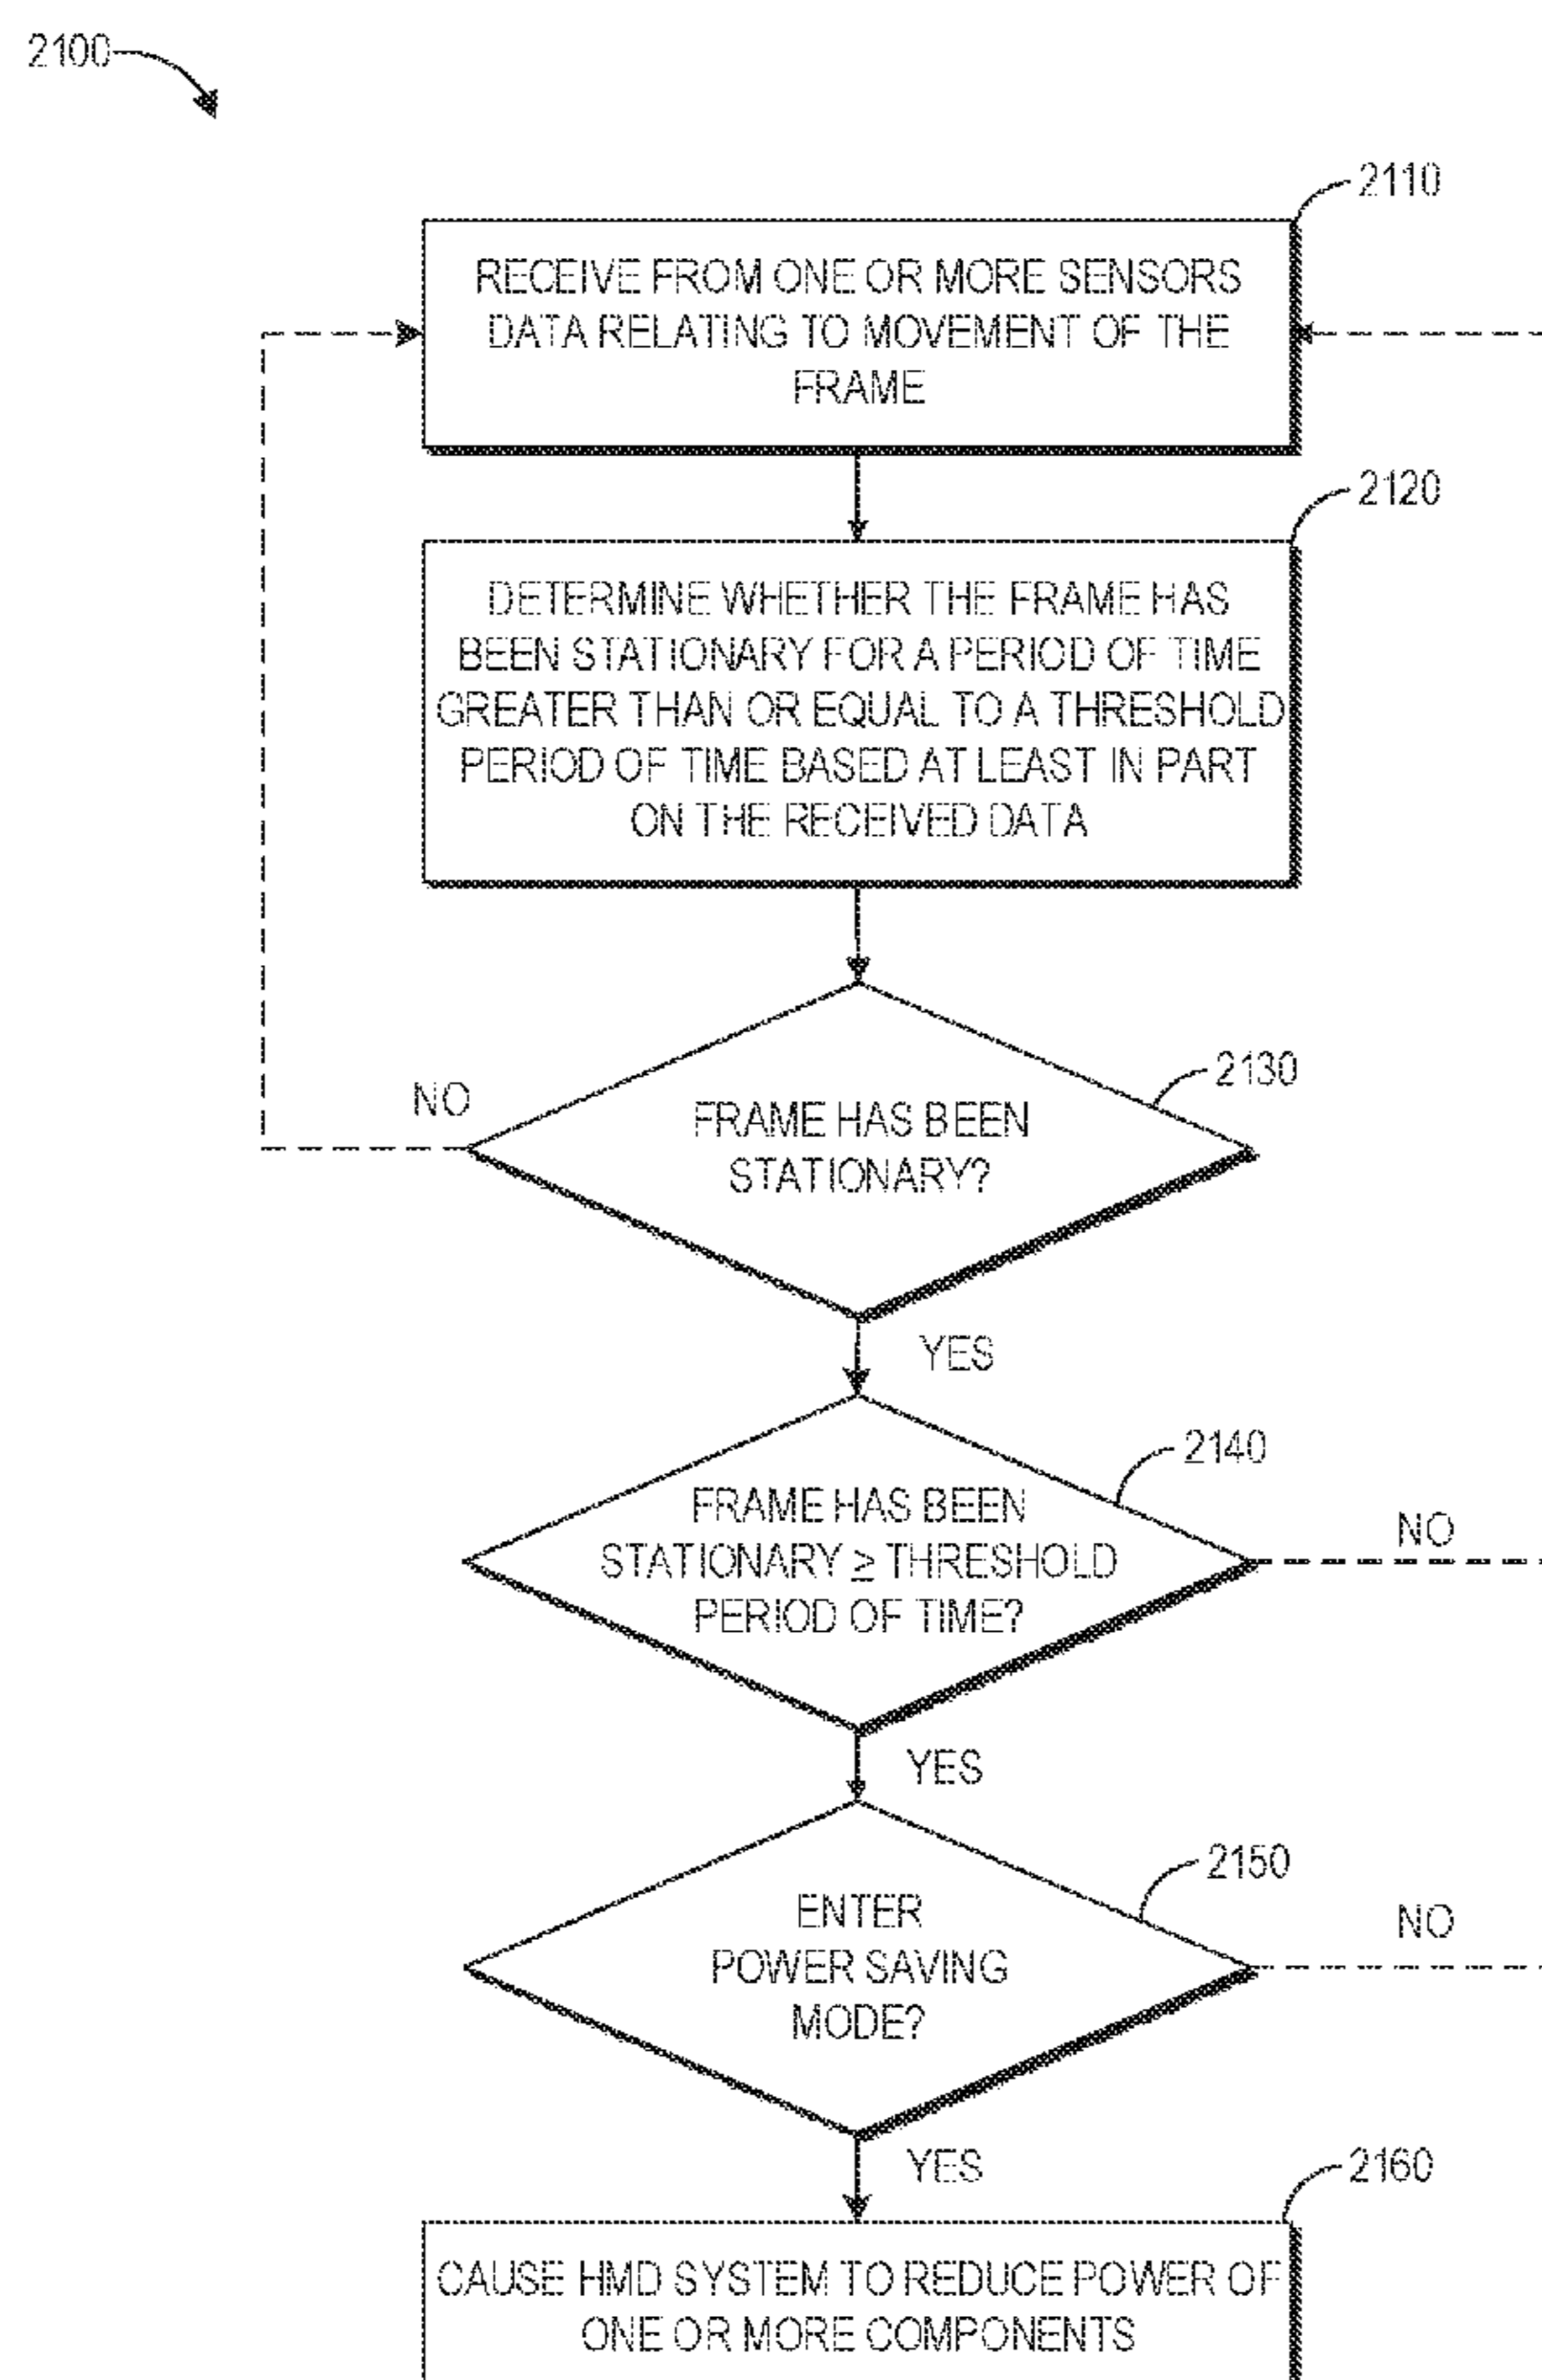 2100
2110
RECEIVE FROM ONE OR MORE SENSORS
DATA RELATING TO MOVEMENT OF THE
FRAME
2120
DETERMINE WHETHER THE FRAME HAS
BEEN STATIONARY FOR A PERIOD OF TIME
GREATER THAN OR EQUAL TO A THRESHOLD
PERIOD OF TIME BASED AT LEAST IN PART
ON THE RECEIVED DATA
2130
NO
FRAME HAS BEEN
STATIONARY?
YES
2140
FRAME HAS BEEN
STATIONARY ≥ THRESHOLD
PERIOD OF TIME?
NO
YES
2150
ENTER
POWER SAVING
MODE?
NO
YES
2160
CAUSE HMD SYSTEM TO REDUCE POWER OF
ONE OR MORE COMPONENTS